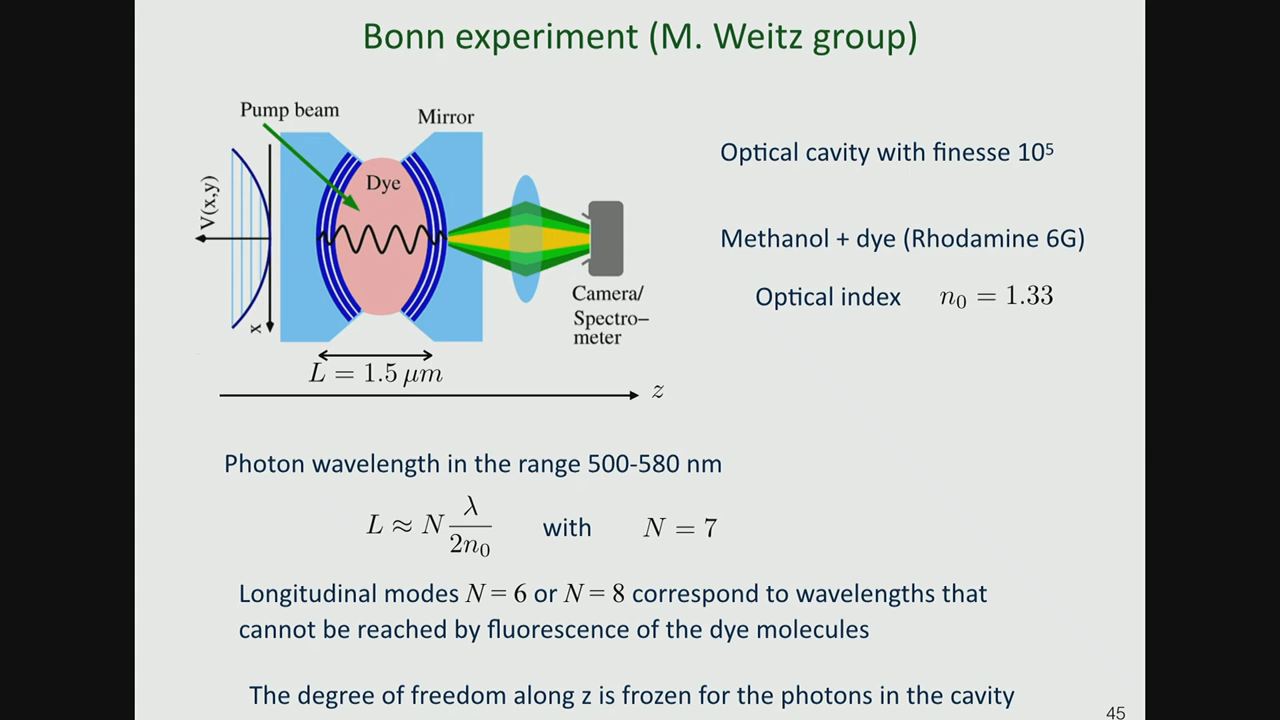 Bonn experiment (M. Weitz group)
Pump beam
Mirror
Dye
V(x,y)
x
Camera/
Spectro–
meter
L = 1.5 μm
z
Optical cavity with finesse 10⁵
Methanol + dye (Rhodamine 6G)
Optical index n₀ = 1.33
Photon wavelength in the range 500-580 nm
L ≈ N λ/2n₀ with N = 7
Longitudinal modes N = 6 or N = 8 correspond to wavelengths that
cannot be reached by fluorescence of the dye molecules
The degree of freedom along z is frozen for the photons in the cavity
45